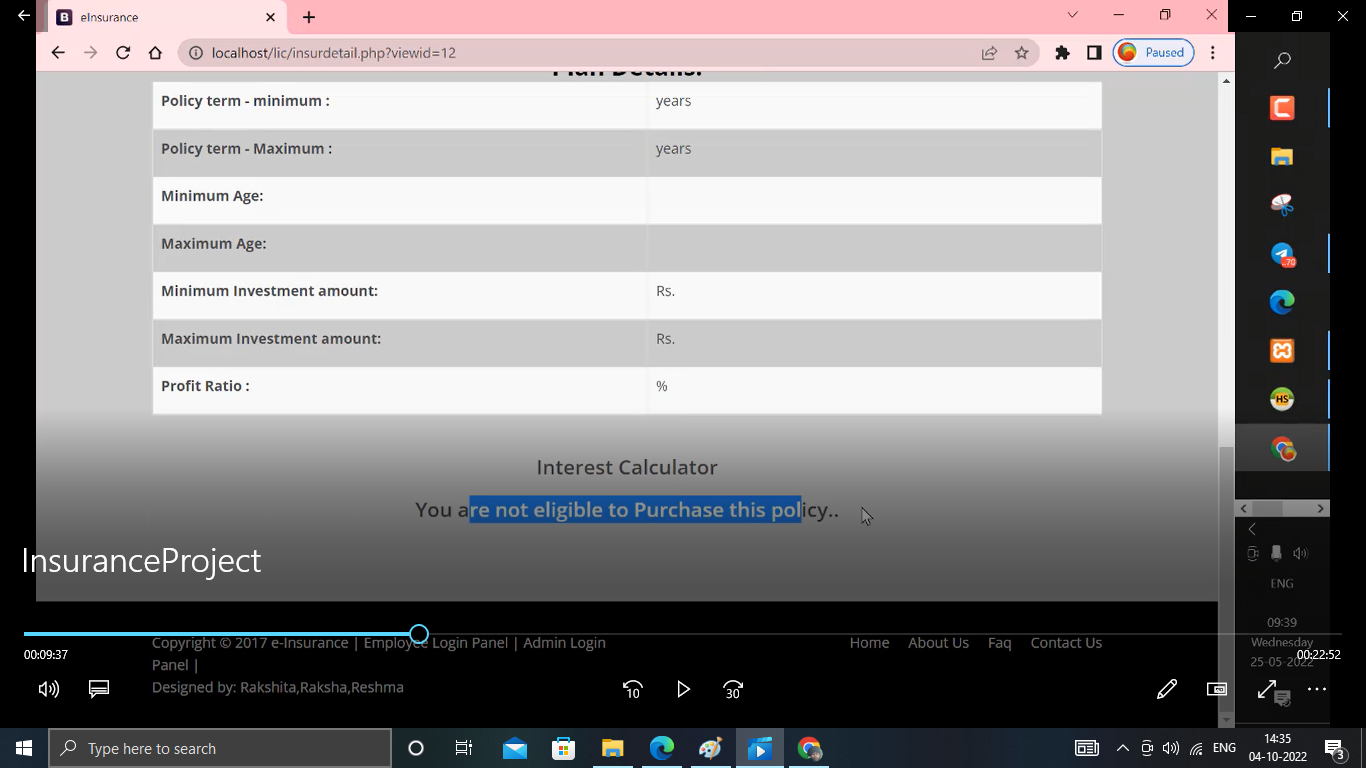 eInsurance
localhost/lic/insurdetail.php?viewid=12
Paused
Plan Details:
Policy term - minimum : years
Policy term - Maximum : years
Minimum Age:
Maximum Age:
Minimum Investment amount: Rs.
Maximum Investment amount: Rs.
Profit Ratio : %
Interest Calculator
You are not eligible to Purchase this policy..
InsuranceProject
Copyright © 2017 e-Insurance | Employee Login Panel | Admin Login
Panel |
Designed by: Rakshita,Raksha,Reshma
Home About Us Faq Contact Us
00:09:37
00:22:52
10
30
..70
HS
ENG
09:39
Wednesday
25-05-2022
Type here to search
ENG
14:35
04-10-2022
3